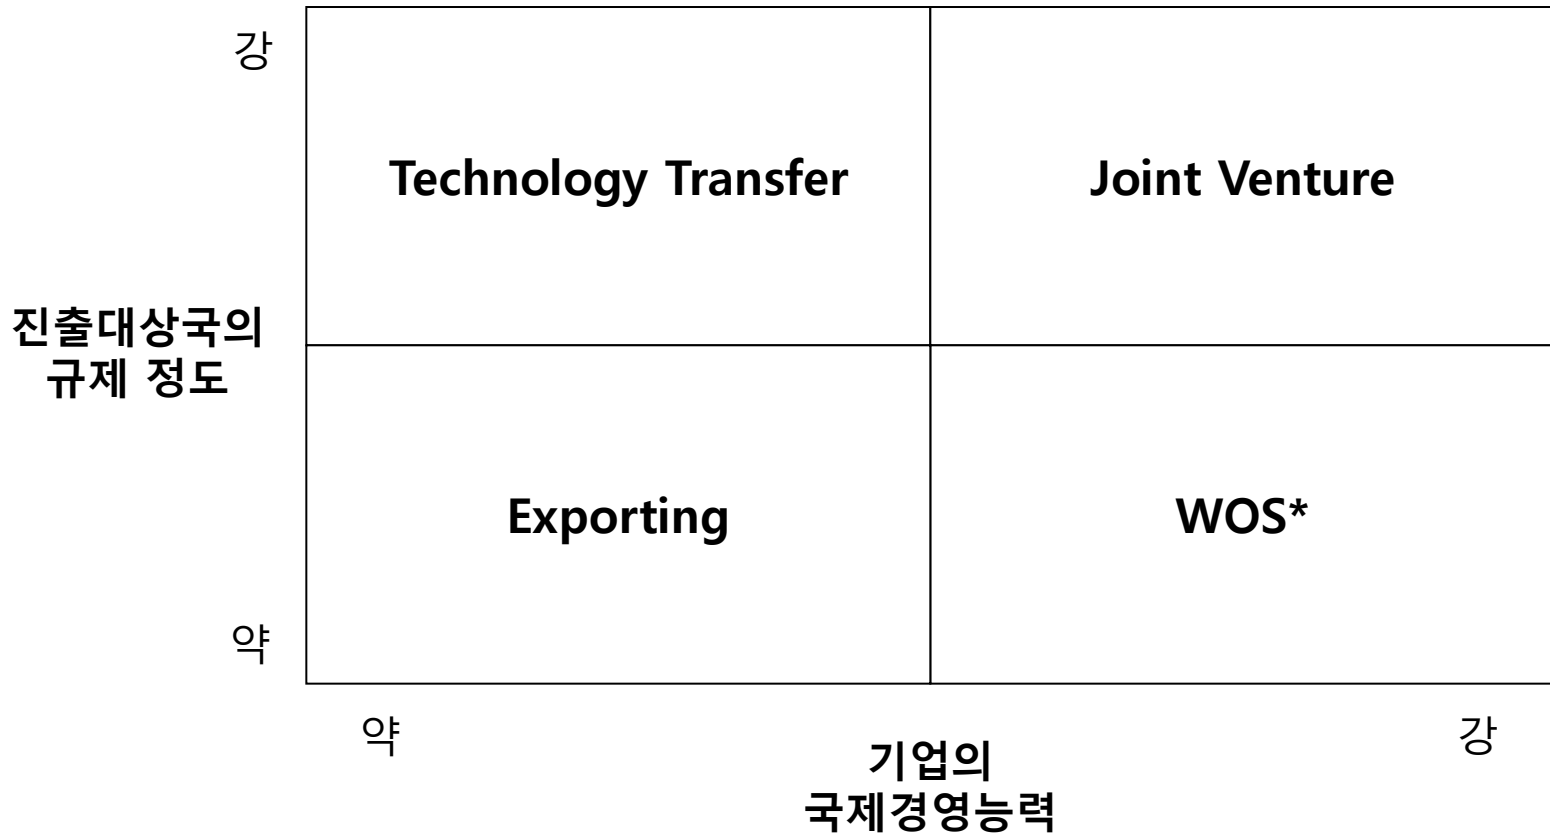 강
Technology Transfer
Joint Venture
진출대상국의
규제 정도
Exporting
WOS*
약
약
강
기업의
국제경영능력